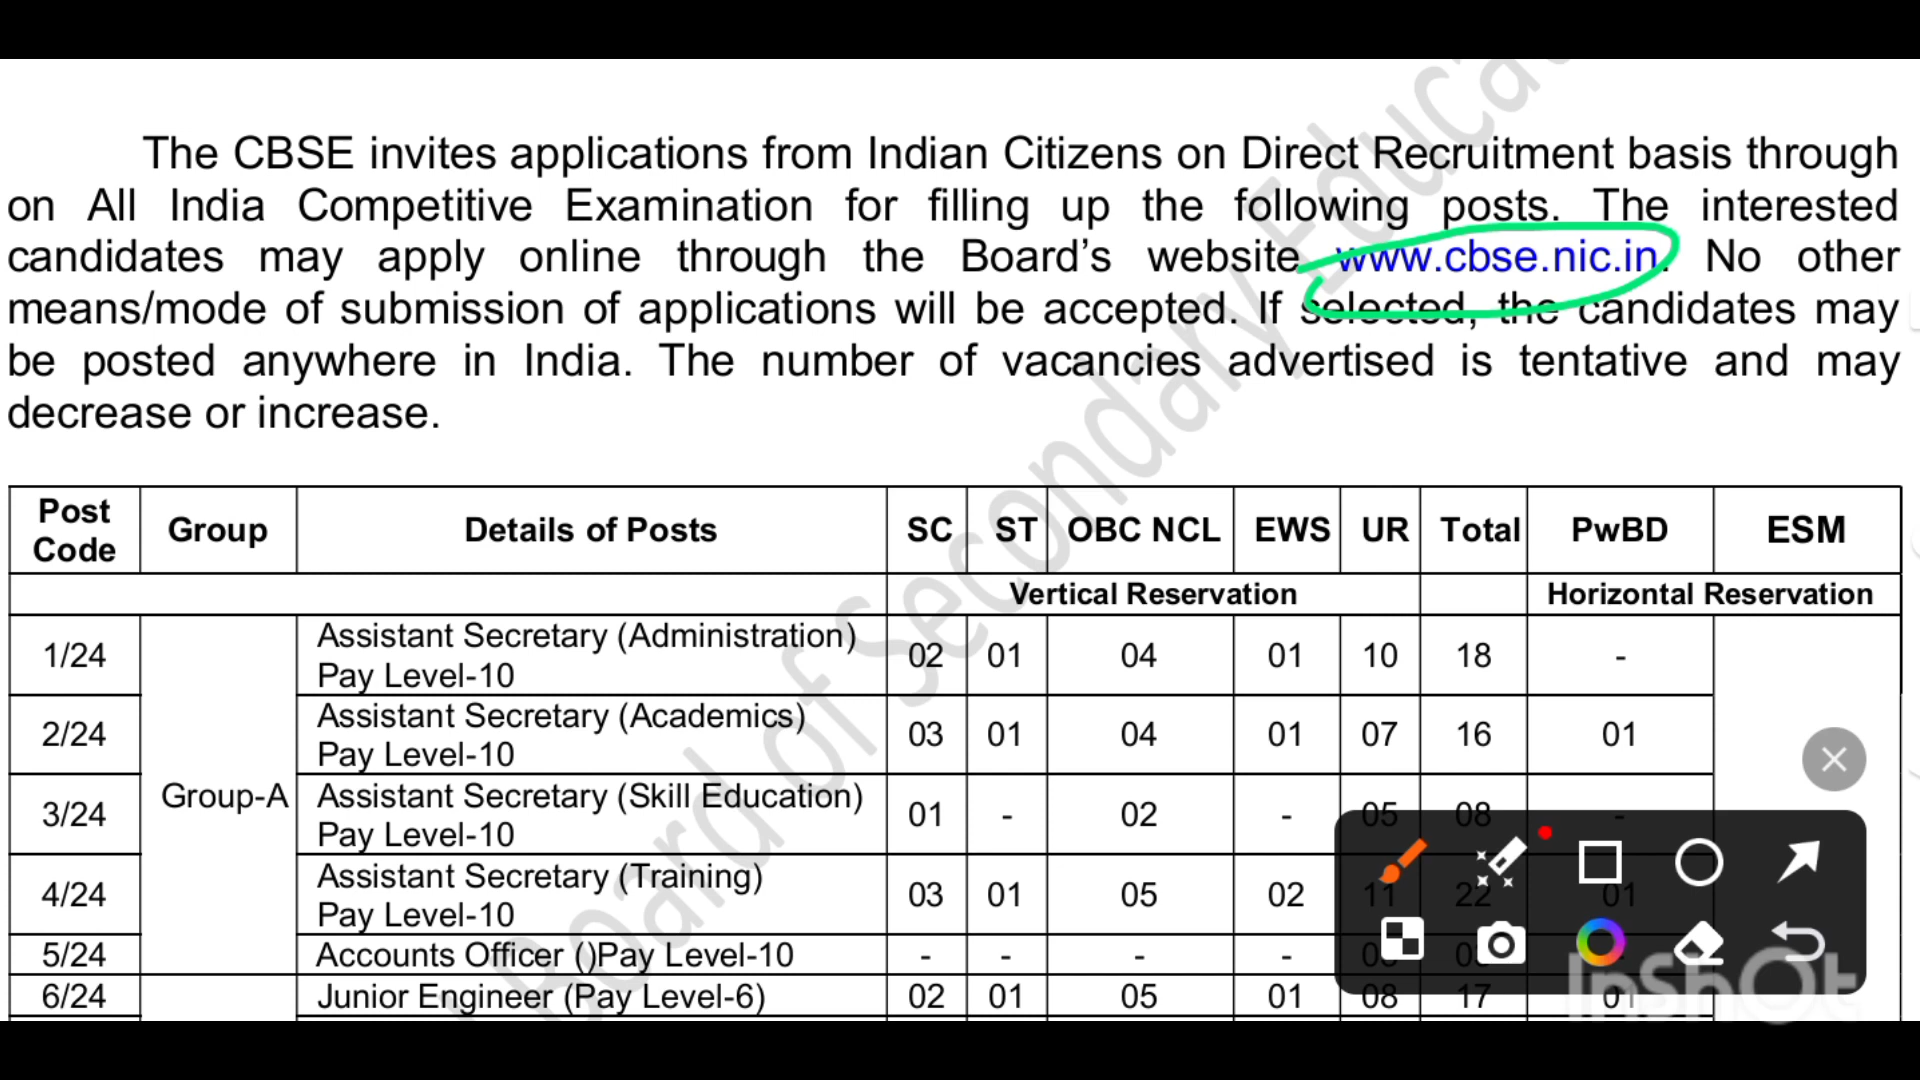 The CBSE invites applications from Indian Citizens on Direct Recruitment basis through
on All India Competitive Examination for filling up the following posts. The interested
candidates may apply online through the Board’s website www.cbse.nic.in. No other
means/mode of submission of applications will be accepted. If selected, the candidates may
be posted anywhere in India. The number of vacancies advertised is tentative and may
decrease or increase.
Post Code Group Details of Posts SC ST OBC NCL EWS UR Total PwBD ESM
Vertical Reservation Horizontal Reservation
1/24 Assistant Secretary (Administration) Pay Level-10 02 01 04 01 10 18 -
2/24 Assistant Secretary (Academics) Pay Level-10 03 01 04 01 07 16 01
Group-A
3/24 Assistant Secretary (Skill Education) Pay Level-10 01 - 02 - 05 08 -
4/24 Assistant Secretary (Training) Pay Level-10 03 01 05 02 11 22 01
5/24 Accounts Officer ()Pay Level-10 - - - -
6/24 Junior Engineer (Pay Level-6) 02 01 05 01 08 17 01
Board of Secondary Educat
InShOt